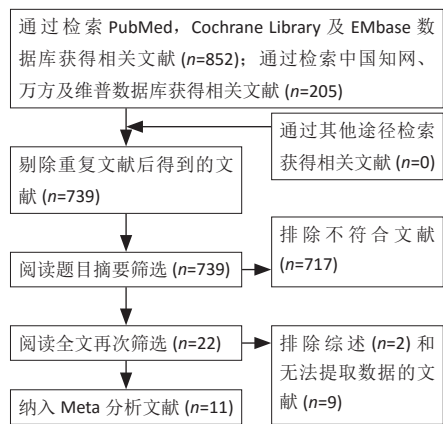 通过检索 PubMed，Cochrane Library 及 EMbase 数
据库获得相关文献 (n=852)；通过检索中国知网、
万方及维普数据库获得相关文献 (n=205)
通过其他途径检索
获得相关文献 (n=0)
剔除重复文献后得到的文
献 (n=739)
阅读题目摘要筛选 (n=739)
排除不符合文献
(n=717)
阅读全文再次筛选 (n=22)
排除综述 (n=2) 和
无法提取数据的文
献 (n=9)
纳入 Meta 分析文献 (n=11)